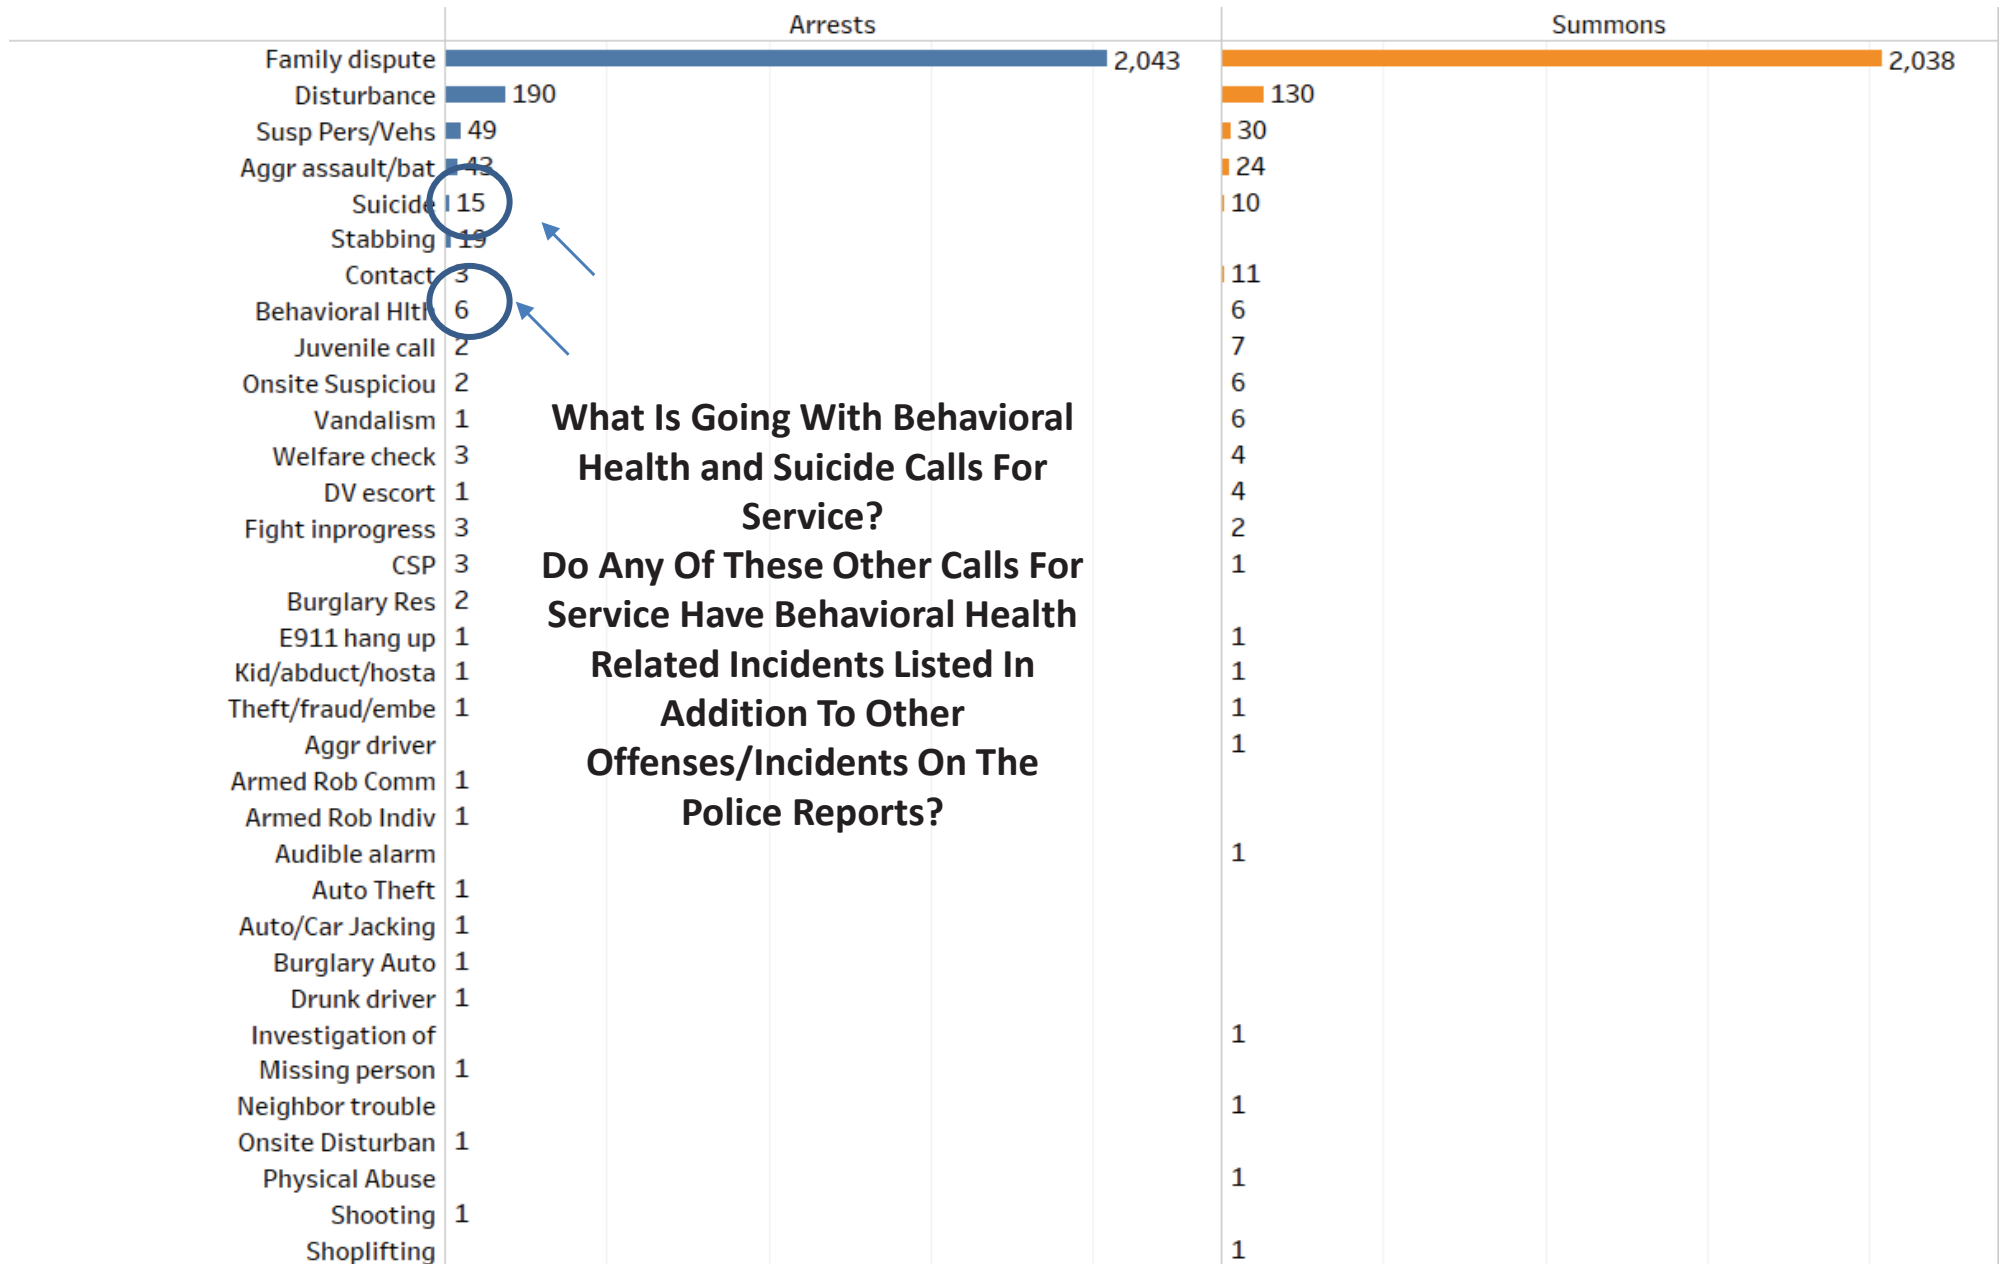 Arrests Summons
Family dispute 2,043 2,038
Disturbance 190 130
Susp Pers/Vehs 49 30
Aggr assault/bat 43 24
Suicide 15 10
Stabbing 19
Contact 3 11
Behavioral Hlth 6 6
Juvenile call 2 7
Onsite Suspiciou 2 6
Vandalism 1 6
Welfare check 3 4
DV escort 1 4
Fight inprogress 3 2
CSP 3 1
Burglary Res 2
E911 hang up 1 1
Kid/abduct/hosta 1 1
Theft/fraud/embe 1 1
Aggr driver 1
Armed Rob Comm 1
Armed Rob Indiv 1
Audible alarm 1
Auto Theft 1
Auto/Car Jacking 1
Burglary Auto 1
Drunk driver 1
Investigation of 1
Missing person 1
Neighbor trouble 1
Onsite Disturban 1
Physical Abuse 1
Shooting 1
Shoplifting 1
What Is Going With Behavioral
Health and Suicide Calls For
Service?
Do Any Of These Other Calls For
Service Have Behavioral Health
Related Incidents Listed In
Addition To Other
Offenses/Incidents On The
Police Reports?